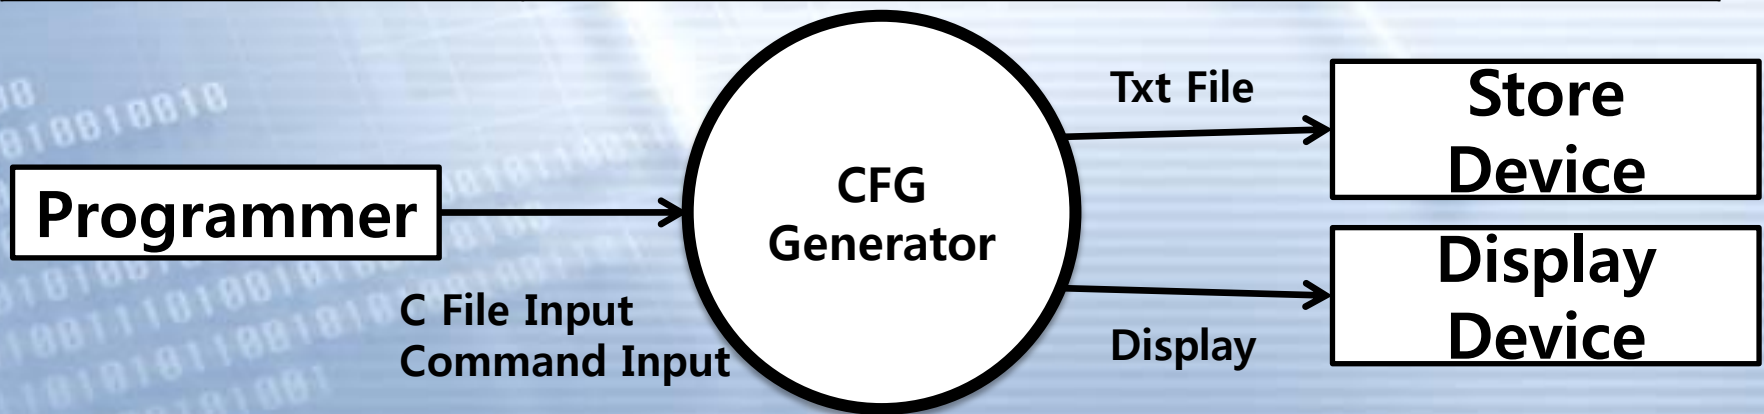 Programmer
C File Input
Command Input
CFG
Generator
Txt File
Store
Device
Display
Display
Device